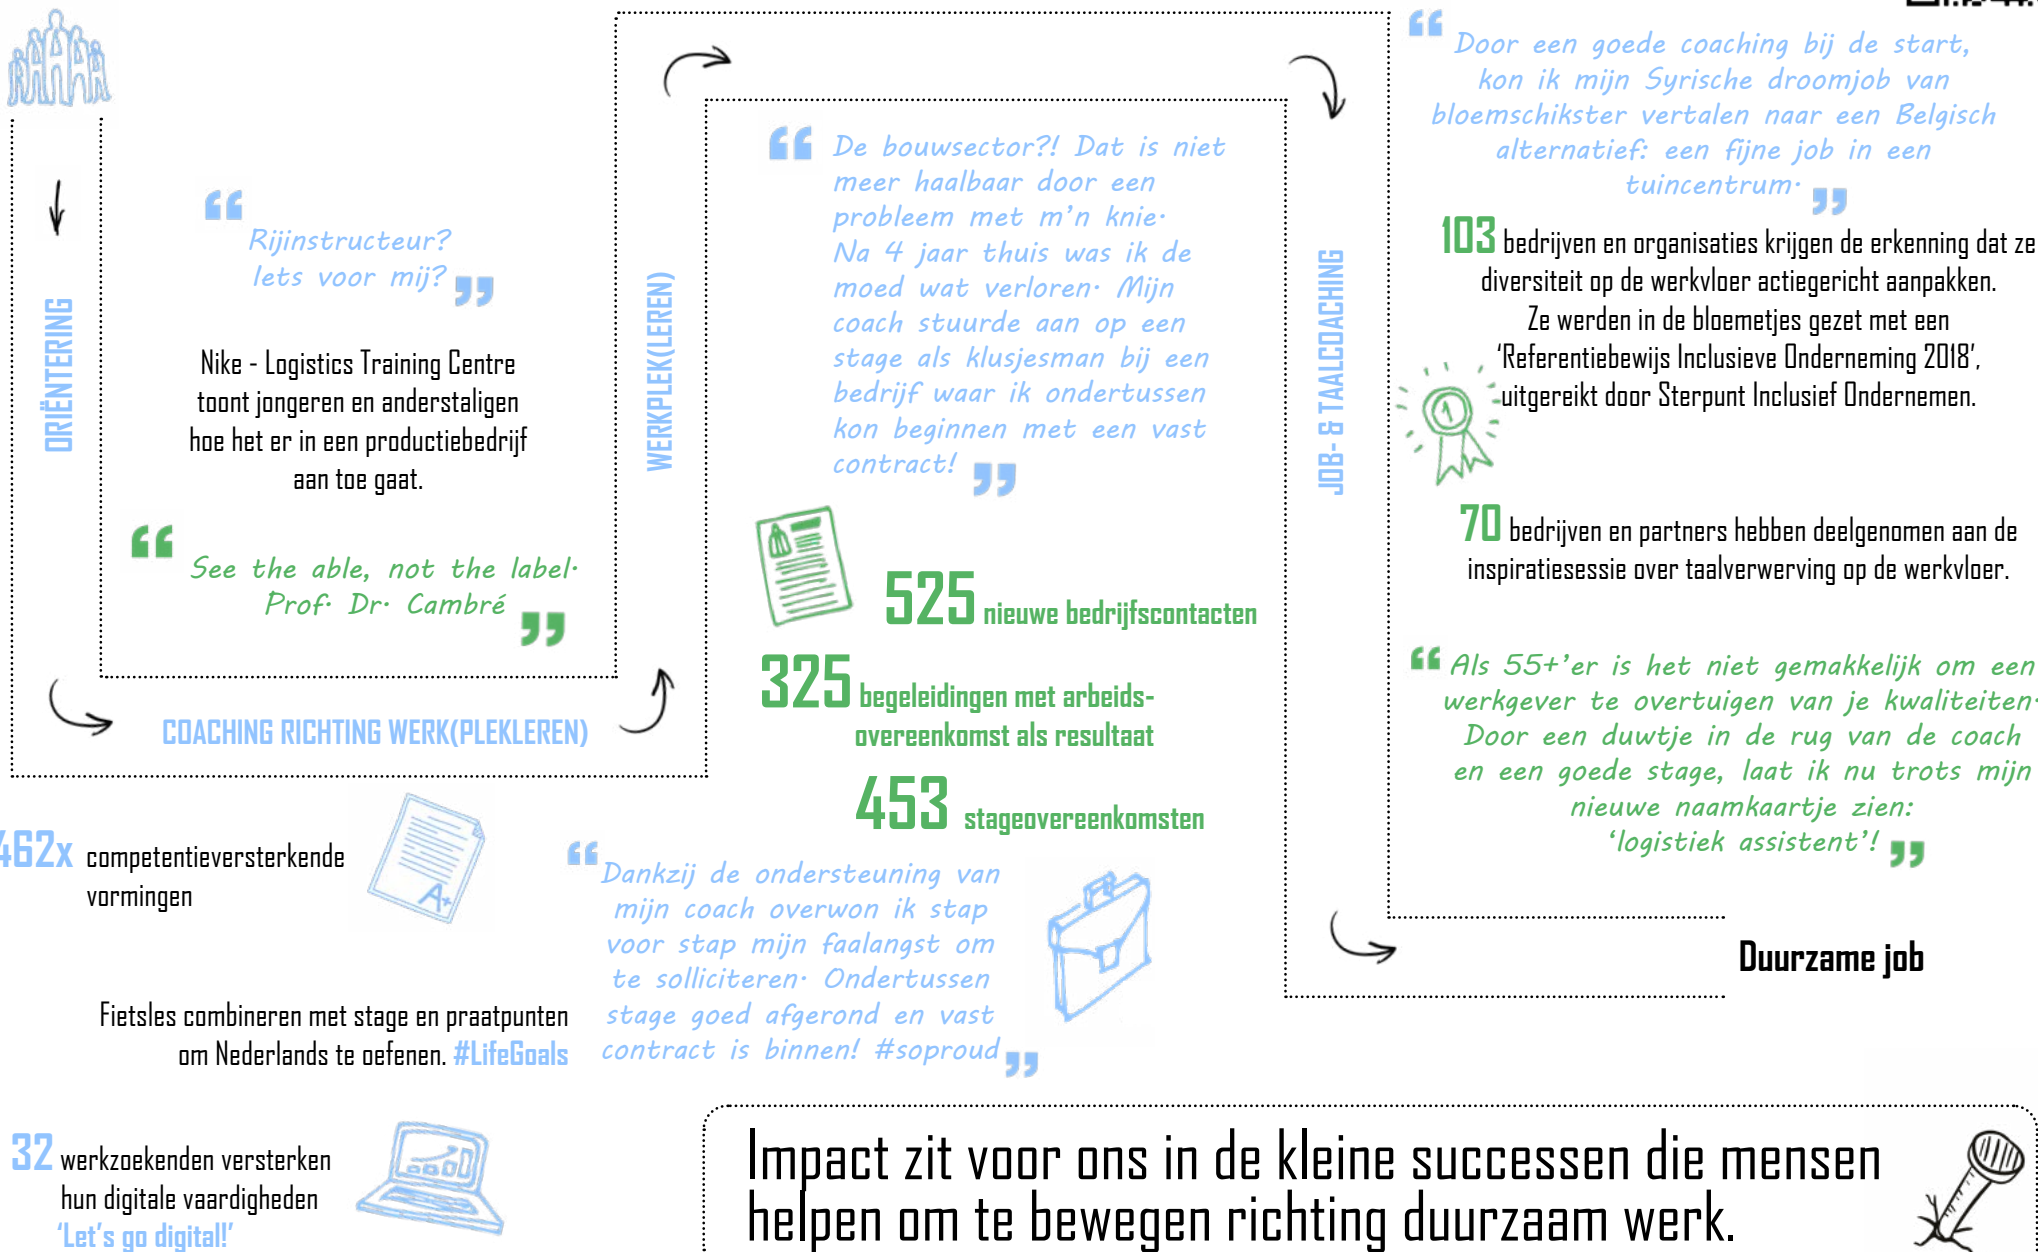 ORIËNTERING
“ Rijinstructeur?
Iets voor mij? ”
Nike - Logistics Training Centre
toont jongeren en anderstaligen
hoe het er in een productiebedrijf
aan toe gaat.
“ See the able, not the label.
Prof. Dr. Cambré ”
COACHING RICHTING WERK(PLEKLEREN)
462x competentieversterkende
vormingen
A+
Fietsles combineren met stage en praatpunten
om Nederlands te oefenen. #LifeGoals
32 werkzoekenden versterken
hun digitale vaardigheden
‘Let’s go digital!’
WERKPLEK(LEREN)
“ De bouwsector?! Dat is niet
meer haalbaar door een
probleem met m’n knie.
Na 4 jaar thuis was ik de
moed wat verloren. Mijn
coach stuurde aan op een
stage als klusjesman bij een
bedrijf waar ik ondertussen
kon beginnen met een vast
contract! ”
525 nieuwe bedrijfscontacten
325 begeleidingen met arbeids-
overeenkomst als resultaat
453 stageovereenkomsten
“ Dankzij de ondersteuning van
mijn coach overwon ik stap
voor stap mijn faalangst om
te solliciteren. Ondertussen
stage goed afgerond en vast
contract is binnen! #soproud ”
JOB- & TAALCOACHING
“ Door een goede coaching bij de start,
kon ik mijn Syrische droomjob van
bloemschikster vertalen naar een Belgisch
alternatief: een fijne job in een
tuincentrum. ”
103 bedrijven en organisaties krijgen de erkenning dat ze
diversiteit op de werkvloer actiegericht aanpakken.
Ze werden in de bloemetjes gezet met een
‘Referentiebewijs Inclusieve Onderneming 2018’,
uitgereikt door Sterpunt Inclusief Ondernemen.
1
70 bedrijven en partners hebben deelgenomen aan de
inspiratiesessie over taalverwerving op de werkvloer.
“ Als 55+’er is het niet gemakkelijk om een
werkgever te overtuigen van je kwaliteiten.
Door een duwtje in de rug van de coach
en een goede stage, laat ik nu trots mijn
nieuwe naamkaartje zien:
‘logistiek assistent’! ”
Duurzame job
Impact zit voor ons in de kleine successen die mensen
helpen om te bewegen richting duurzaam werk.